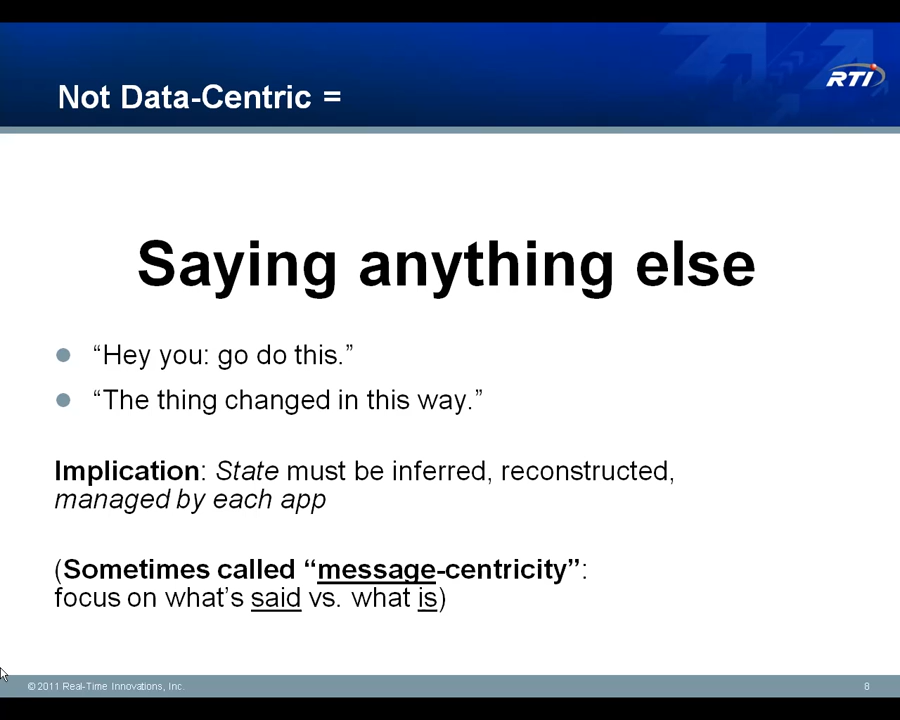 Not Data-Centric =
RTI
Saying anything else
“Hey you: go do this.”
“The thing changed in this way.”
Implication: State must be inferred, reconstructed,
managed by each app
(Sometimes called “message-centricity”:
focus on what’s said vs. what is)
© 2011 Real-Time Innovations, Inc.
8